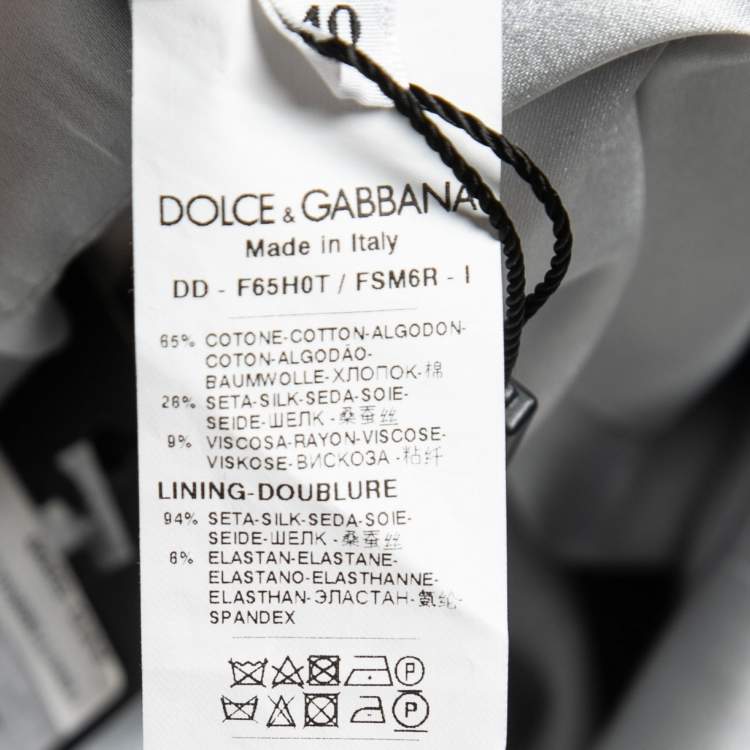 40
DOLCE & GABBANA
Made in Italy
DD - F65H0T / FSM6R - I
65% COTONE-COTTON-ALGODON-
COTON-ALGODÃO-
BAUMWOLLE-ХЛОПОК-棉
26% SETA-SILK-SEDA-SOIE-
SEIDE-ШЕЛК-桑蚕丝
9% VISCOSA-RAYON-VISCOSE-
VISKOSE-ВИСКОЗА-粘纤
LINING-DOUBLURE
94% SETA-SILK-SEDA-SOIE-
SEIDE-ШЕЛК-桑蚕丝
6% ELASTAN-ELASTANE-
ELASTANO-ELASTHANNE-
ELASTHAN-ЭЛАСТАН-氨纶-
SPANDEX
P
P